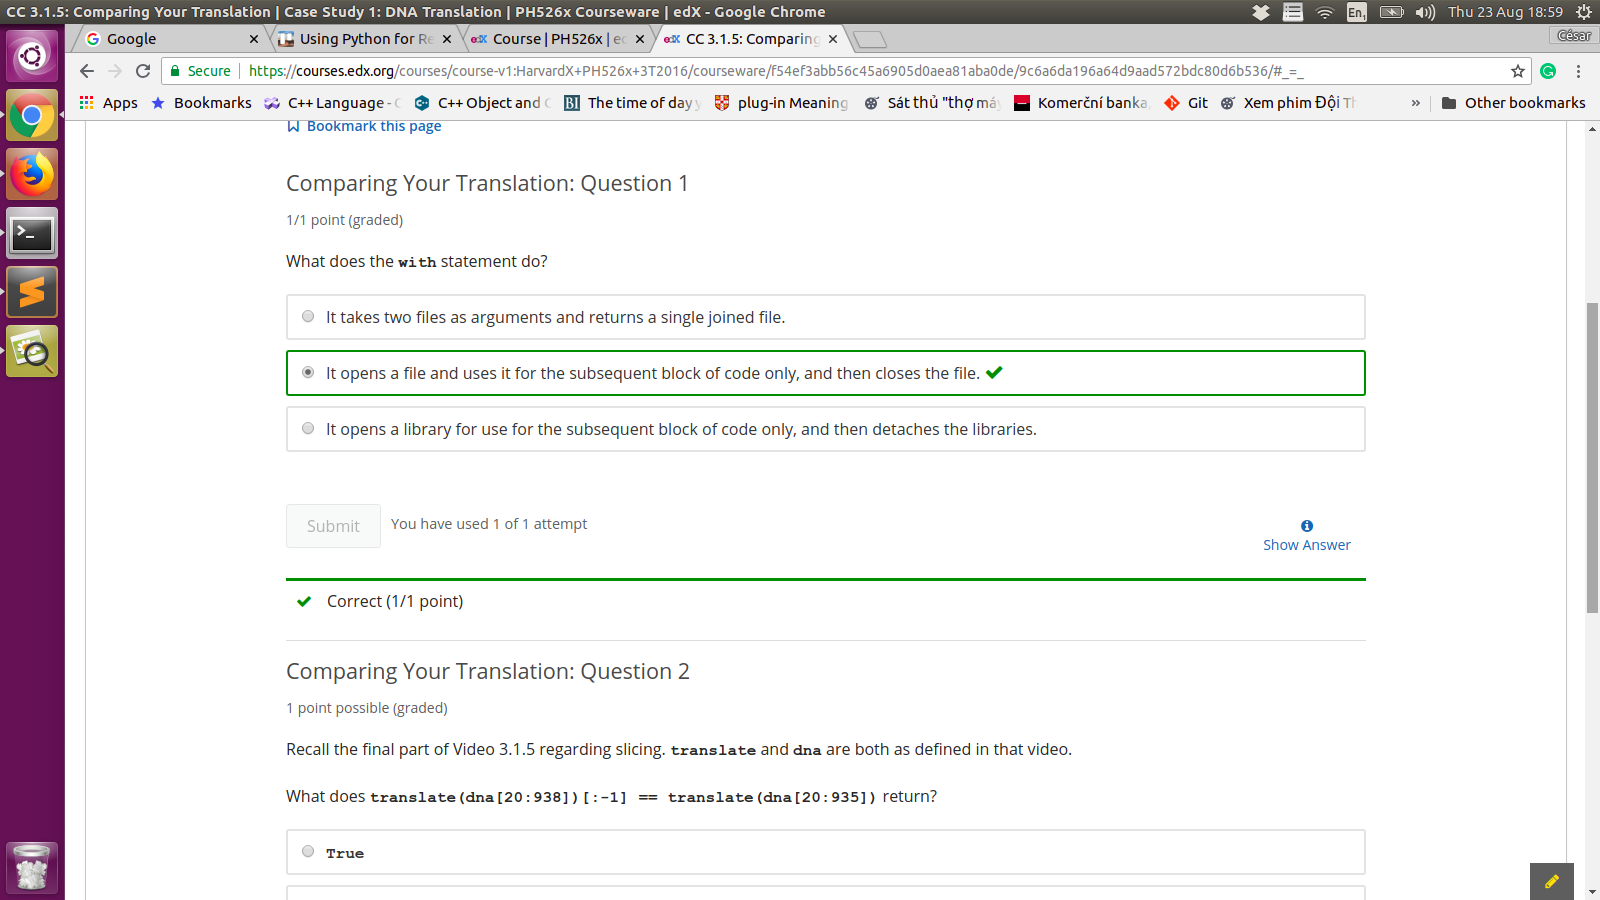 CC 3.1.5: Comparing Your Translation | Case Study 1: DNA Translation | PH526x Courseware | edX - Google Chrome
En1
Thu 23 Aug 18:59
Google
Using Python for Re
Course | PH526x | ed
CC 3.1.5: Comparing
César
Secure
https://courses.edx.org/courses/course-v1:HarvardX+PH526x+3T2016/courseware/f54ef3abb56c45a6905d0aea81aba0de/9c6a6da196a64d9aad572bdc80d6b536/#_=_
Apps
Bookmarks
C++ Language - C
C++ Object and C
BI
The time of day
plug-in Meaning
Sát thủ "thợ máy
Komerční banka,
Git
Xem phim Đội Th
»
Other bookmarks
Bookmark this page
Comparing Your Translation: Question 1
1/1 point (graded)
What does the with statement do?
It takes two files as arguments and returns a single joined file.
It opens a file and uses it for the subsequent block of code only, and then closes the file.
It opens a library for use for the subsequent block of code only, and then detaches the libraries.
Submit
You have used 1 of 1 attempt
Show Answer
Correct (1/1 point)
Comparing Your Translation: Question 2
1 point possible (graded)
Recall the final part of Video 3.1.5 regarding slicing. translate and dna are both as defined in that video.
What does translate(dna[20:938])[:-1] == translate(dna[20:935]) return?
True